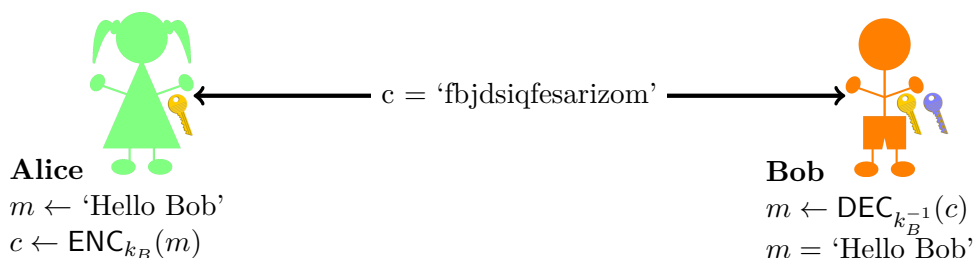 c = ‘fbjdsiqfesarizom’
Alice
m ← ‘Hello Bob’
c ← ENC_{k_B}(m)
Bob
m ← DEC_{k_B^{-1}}(c)
m = ‘Hello Bob’